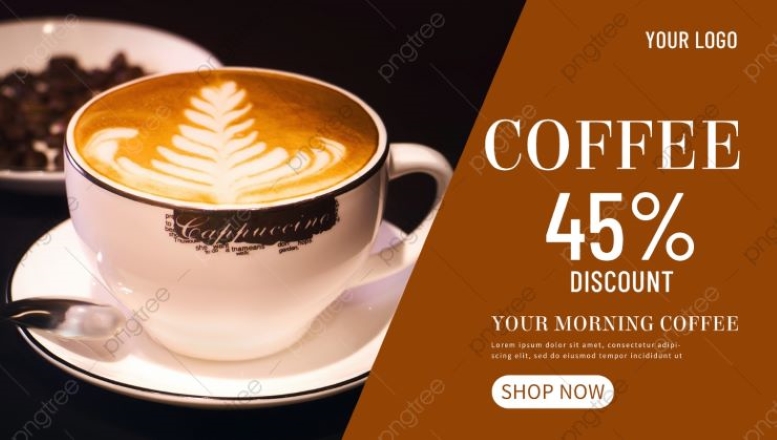 YOUR LOGO
COFFEE
45%
DISCOUNT
YOUR MORNING COFFEE
Lorem ipsum dolor sit amet, consectetur adipi-
scing elit, sed do eiusmod tempor incididunt ut
SHOP NOW
Cappuccino
pngtree